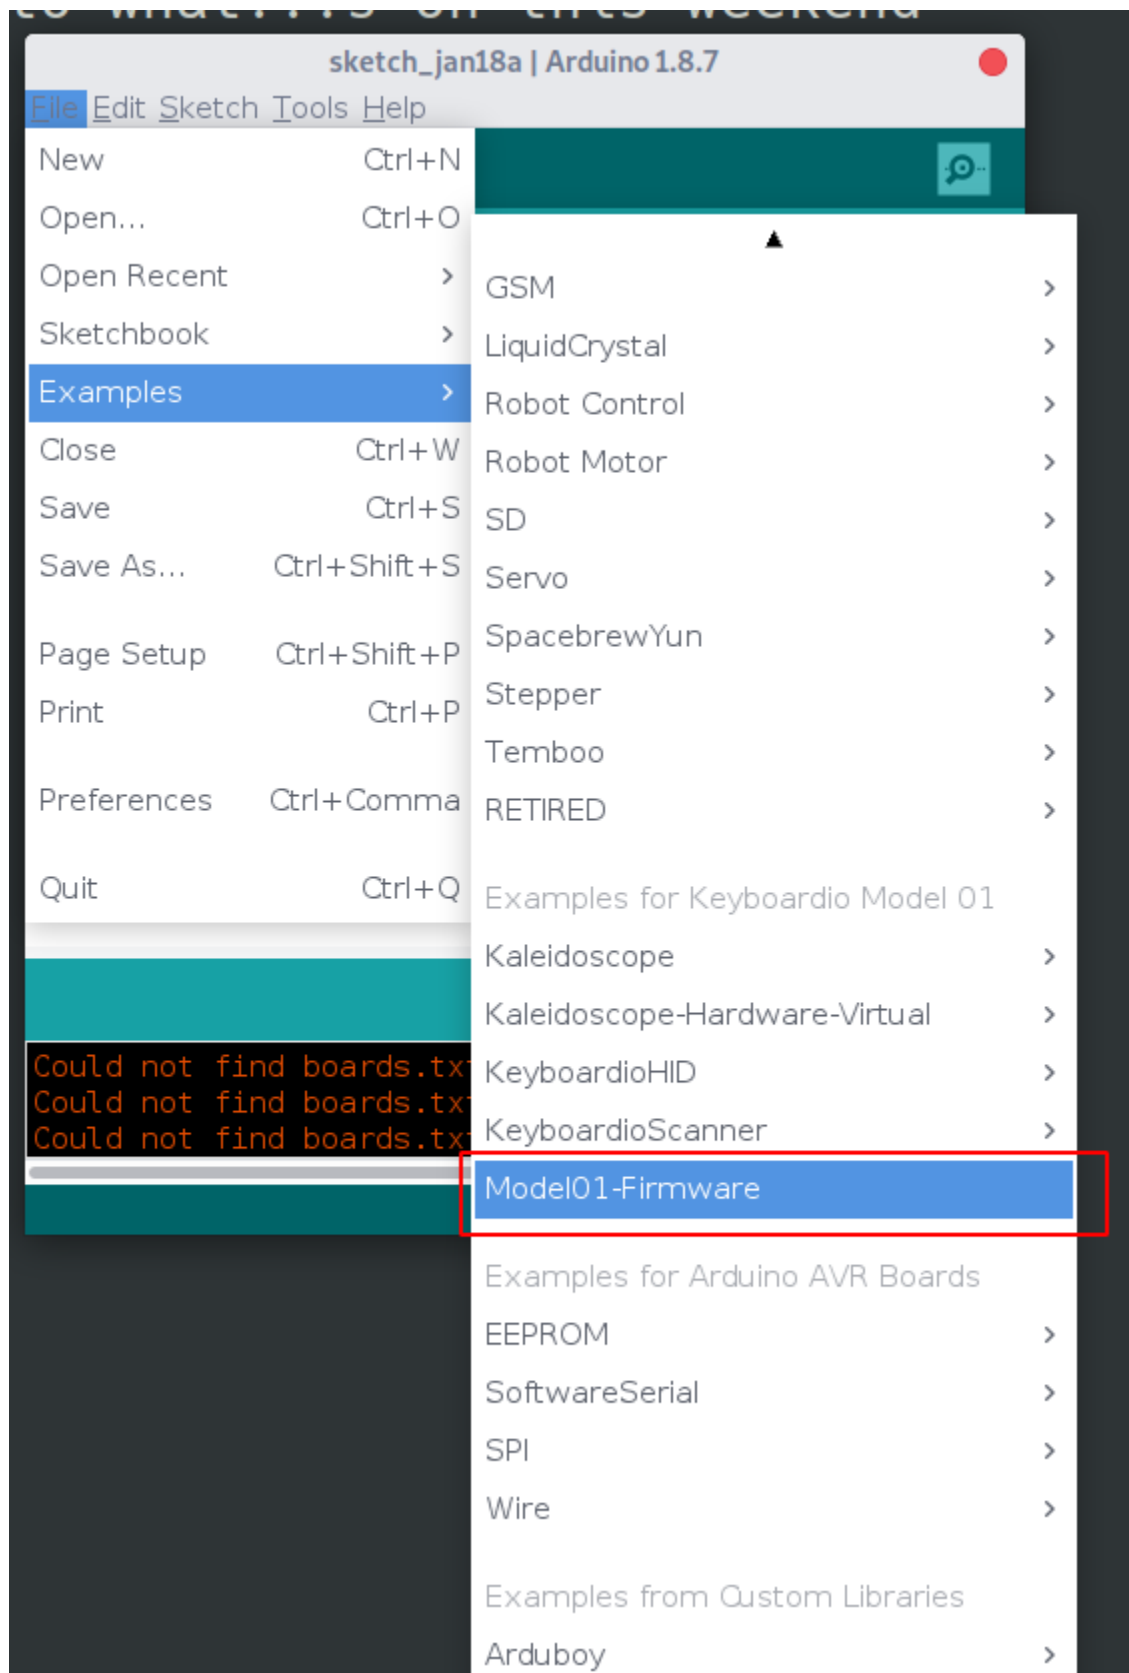 on this weekend
sketch_jan18a | Arduino 1.8.7
File Edit Sketch Tools Help
New Ctrl+N
Open... Ctrl+O
Open Recent
Sketchbook
Examples
Close Ctrl+W
Save Ctrl+S
Save As... Ctrl+Shift+S
Page Setup Ctrl+Shift+P
Print Ctrl+P
Preferences Ctrl+Comma
Quit Ctrl+Q
GSM
LiquidCrystal
Robot Control
Robot Motor
SD
Servo
SpacebrewYun
Stepper
Temboo
RETIRED
Examples for Keyboardio Model 01
Kaleidoscope
Kaleidoscope-Hardware-Virtual
KeyboardioHID
KeyboardioScanner
Model01-Firmware
Examples for Arduino AVR Boards
EEPROM
SoftwareSerial
SPI
Wire
Examples from Custom Libraries
Arduboy
Could not find boards.tx
Could not find boards.tx
Could not find boards.tx